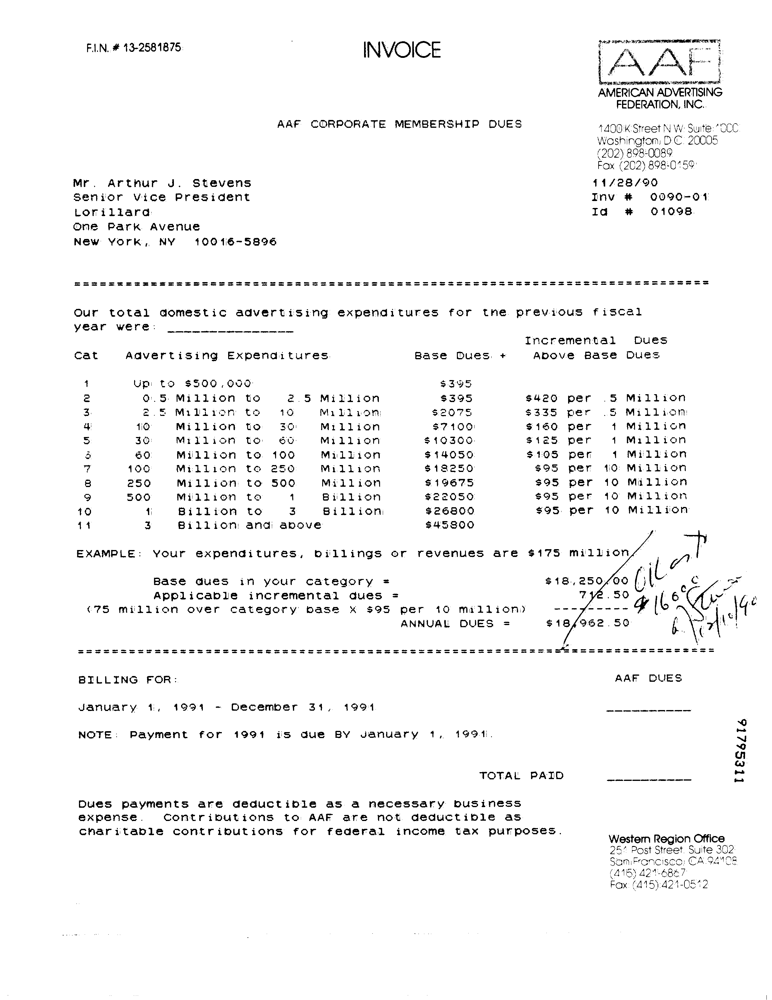 F.I.N. # 13-2581875
INVOICE
AAF
AMERICAN ADVERTISING
FEDERATION, INC.
AAF CORPORATE MEMBERSHIP DUES
1400 K Street N.W. Suite 1000
Washington, D.C. 20005
(202) 898-0089
Fax (202) 898-0159
Mr. Arthur J. Stevens
Senior Vice President
Lorillard
One Park Avenue
New York, NY 10016-5896
11/28/90
Inv # 0090-01
Id # 01098
Our total domestic advertising expenditures for the previous fiscal
year were: _______________
Incremental Dues
Cat Advertising Expenditures Base Dues + Above Base Dues
1 Up to $500,000 $395
2 0.5 Million to 2.5 Million $395 $420 per .5 Million
3 2.5 Million to 10 Million $2075 $335 per .5 Million
4 10 Million to 30 Million $7100 $160 per 1 Million
5 30 Million to 60 Million $10300 $125 per 1 Million
6 60 Million to 100 Million $14050 $105 per 1 Million
7 100 Million to 250 Million $18250 $95 per 10 Million
8 250 Million to 500 Million $19675 $95 per 10 Million
9 500 Million to 1 Billion $22050 $95 per 10 Million
10 1 Billion to 3 Billion $26800 $95 per 10 Million
11 3 Billion and above $45800
EXAMPLE: Your expenditures, billings or revenues are $175 million
Base dues in your category = $18,250.00
Applicable incremental dues = 712.50
(75 million over category base X $95 per 10 million) ---------
ANNUAL DUES = $18,962.50
12/10/90
BILLING FOR: AAF DUES
January 1, 1991 - December 31, 1991 __________
NOTE: Payment for 1991 is due BY January 1, 1991.
TOTAL PAID __________
91795311
Dues payments are deductible as a necessary business
expense. Contributions to AAF are not deductible as
charitable contributions for federal income tax purposes.
Western Region Office
251 Post Street Suite 302
San Francisco, CA 94108
(415) 421-6867
Fax (415) 421-0512